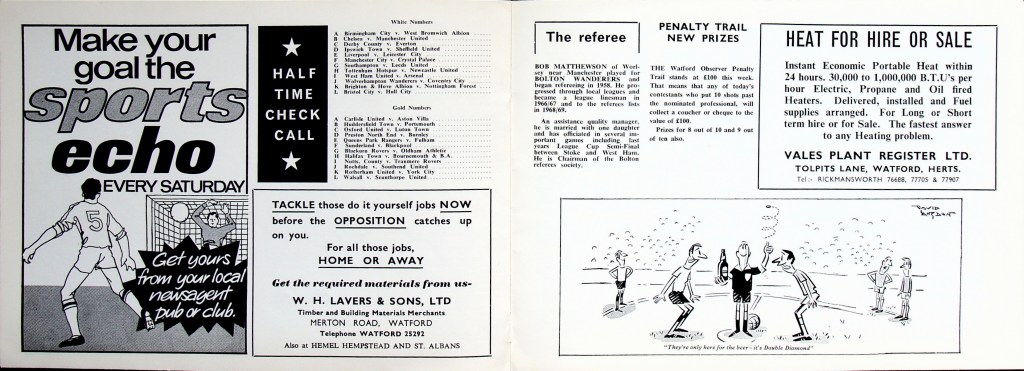 Make your
goal the
sports
echo
EVERY SATURDAY
5
Get yours
from your local
newsagent
pub or club.
HALF
TIME
CHECK
CALL
White Numbers
A Birmingham City v. West Bromwich Albion
B Chelsea v. Manchester United
C Derby County v. Everton
D Ipswich Town v. Sheffield United
E Liverpool v. Leicester City
F Manchester City v. Crystal Palace
G Southampton v. Leeds United
H Tottenham Hotspur v. Newcastle United
I West Ham United v. Arsenal
J Wolverhampton Wanderers v. Coventry City
K Brighton & Hove Albion v. Nottingham Forest
L Bristol City v. Hull City
Gold Numbers
A Carlisle United v. Aston Villa
B Huddersfield Town v. Portsmouth
C Oxford United v. Luton Town
D Preston North End v. Burnley
E Queens Park Rangers v. Fulham
F Sunderland v. Blackpool
G Blackburn Rovers v. Oldham Athletic
H Halifax Town v. Bournemouth & B.A.
I Notts. County v. Tranmere Rovers
J Rochdale v. Southend United
K Rotherham United v. York City
L Walsall v. Scunthorpe United
TACKLE those do it yourself jobs NOW
before the OPPOSITION catches up
on you.
For all those jobs,
HOME OR AWAY
Get the required materials from us-
W. H. LAVERS & SONS, LTD
Timber and Building Materials Merchants
MERTON ROAD, WATFORD
Telephone WATFORD 25292
Also at HEMEL HEMPSTEAD AND ST. ALBANS
The referee
BOB MATTHEWSON of Worl-
sey near Manchester played for
BOLTON WANDERERS and
began refereeing in 1958. He pro-
gressed through local leagues and
became a league linesman in
1966/67 and to the referees lists
in 1968/69.
An assistance quality manager,
he is married with one daughter
and has officiated in several im-
portant games including last
years League Cup Semi-Final
between Stoke and West Ham.
He is Chairman of the Bolton
referees society.
PENALTY TRAIL
NEW PRIZES
THE Watford Observer Penalty
Trail stands at £100 this week.
That means that any of today's
contestants who put 10 shots past
the nominated professional, will
collect a voucher or cheque to the
value of £100.
Prizes for 8 out of 10 and 9 out
of ten also.
HEAT FOR HIRE OR SALE
Instant Economic Portable Heat within
24 hours. 30,000 to 1,000,000 B.T.U's per
hour Electric, Propane and Oil fired
Heaters. Delivered, installed and Fuel
supplies arranged. For Long or Short
term hire or for Sale. The fastest answer
to any Heating problem.
VALES PLANT REGISTER LTD.
TOLPITS LANE, WATFORD, HERTS.
Tel:- RICKMANSWORTH 76688, 77705 & 77907
"They're only here for the beer - it's Double Diamond"